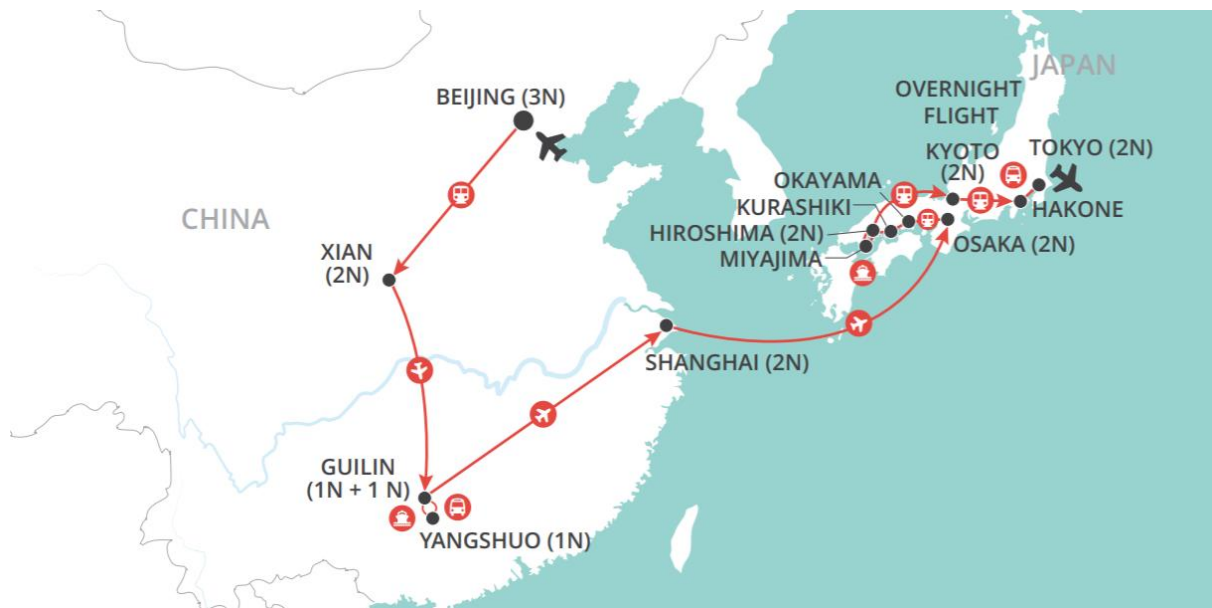 JAPAN
OVERNIGHT
FLIGHT
BEIJING (3N)
TOKYO (2N)
KYOTO
(2N)
OKAYAMA
KURASHIKI
HAKONE
CHINA
HIROSHIMA (2N)
OSAKA (2N)
MIYAJIMA
XIAN
(2N)
SHANGHAI (2N)
GUILIN
(1N + 1 N)
YANGSHUO (1N)